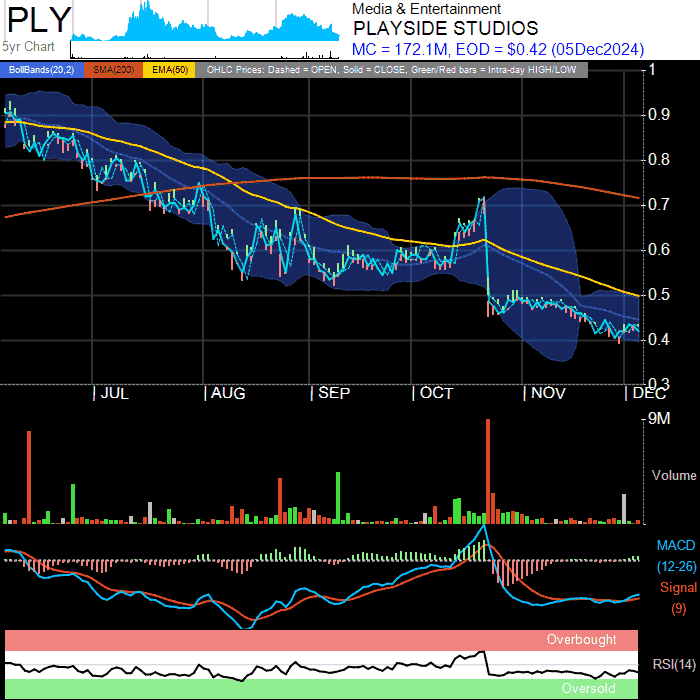 PLY
5yr Chart
Media & Entertainment
PLAYSIDE STUDIOS
MC = 172.1M, EOD = $0.42 (05Dec2024)
BollBands(20,2) SMA(200) EMA(50) OHLC Prices: Dashed = OPEN, Solid = CLOSE, Green/Red bars = Intra-day HIGH/LOW
1
0.9
0.8
0.7
0.6
0.5
0.4
0.3
JUL AUG SEP OCT NOV DEC
9M
Volume
MACD
(12-26)
Signal
(9)
Overbought
RSI(14)
Oversold